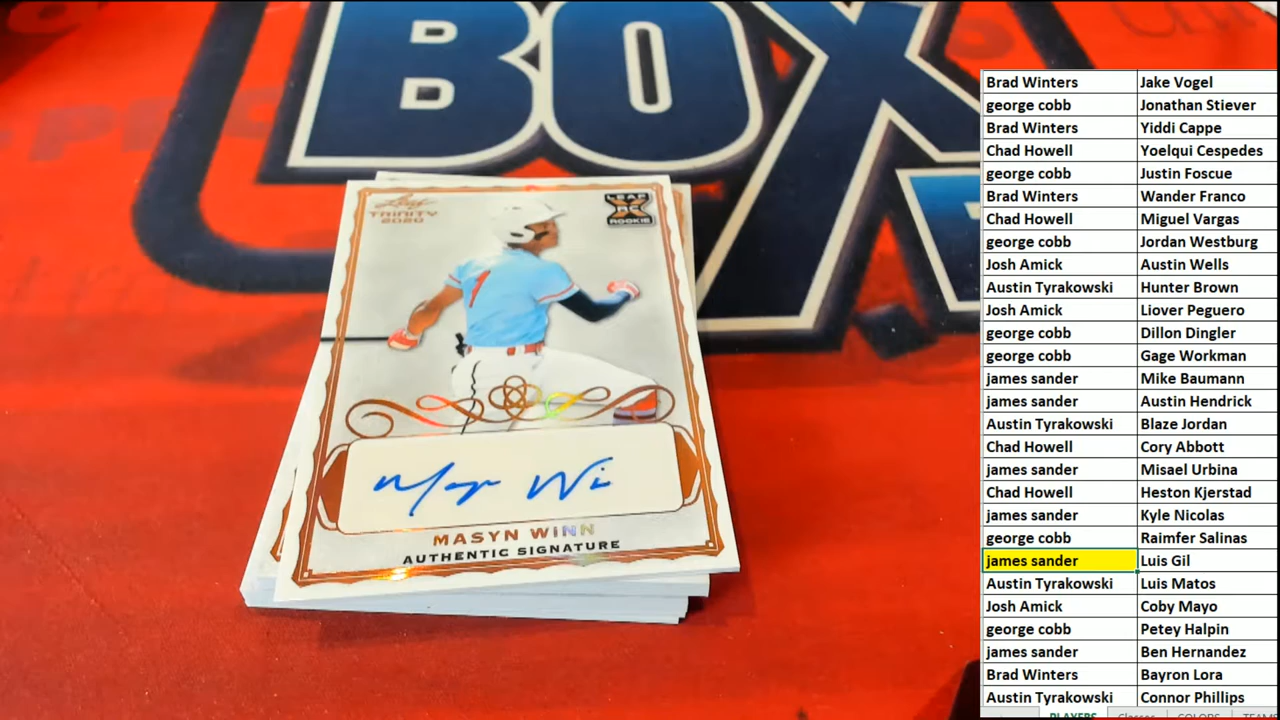 BOX
Leaf
TRINITY
2020
LEAF
RC
ROOKIE
1
Masyn Wi
MASYN WINN
AUTHENTIC SIGNATURE
Brad Winters Jake Vogel
george cobb Jonathan Stiever
Brad Winters Yiddi Cappe
Chad Howell Yoelqui Cespedes
george cobb Justin Foscue
Brad Winters Wander Franco
Chad Howell Miguel Vargas
george cobb Jordan Westburg
Josh Amick Austin Wells
Austin Tyrakowski Hunter Brown
Josh Amick Liover Peguero
george cobb Dillon Dingler
george cobb Gage Workman
james sander Mike Baumann
james sander Austin Hendrick
Austin Tyrakowski Blaze Jordan
Chad Howell Cory Abbott
james sander Misael Urbina
Chad Howell Heston Kjerstad
james sander Kyle Nicolas
george cobb Raimfer Salinas
james sander Luis Gil
Austin Tyrakowski Luis Matos
Josh Amick Coby Mayo
george cobb Petey Halpin
james sander Ben Hernandez
Brad Winters Bayron Lora
Austin Tyrakowski Connor Phillips
PLAYERS COLORS